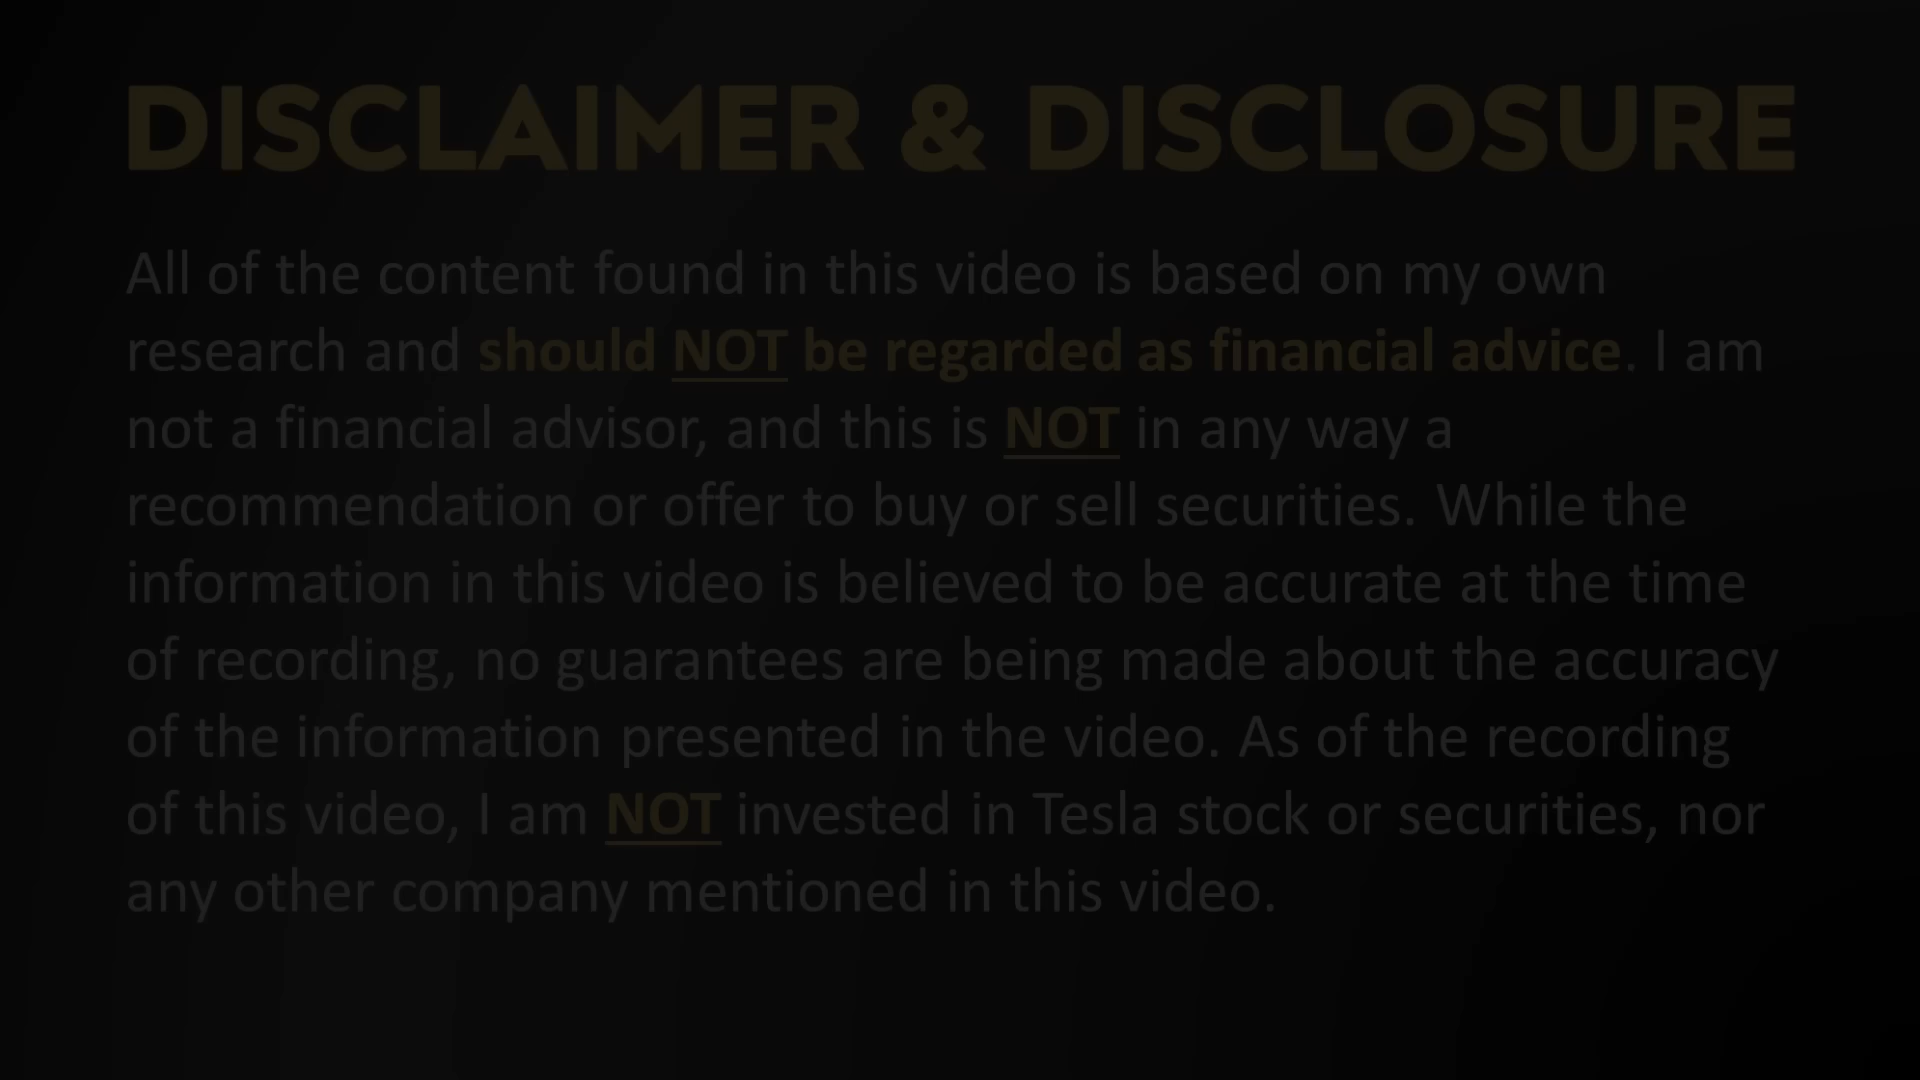 DISCLAIMER & DISCLOSURE
All of the content found in this video is based on my own
research and should NOT be regarded as financial advice. I am
not a financial advisor, and this is NOT in any way a
recommendation or offer to buy or sell securities. While the
information in this video is believed to be accurate at the time
of recording, no guarantees are being made about the accuracy
of the information presented in the video. As of the recording
of this video, I am NOT invested in Tesla stock or securities, nor
any other company mentioned in this video.